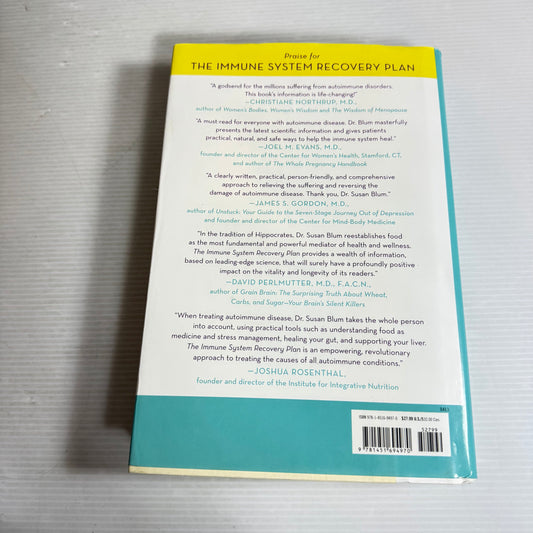 Praise for
THE IMMUNE SYSTEM RECOVERY PLAN
"A godsend for the millions suffering from autoimmune disorders.
This book's information is life-changing!"
—CHRISTIANE NORTHRUP, M.D.,
author of Women's Bodies, Women's Wisdom and The Wisdom of Menopause
"A must read for everyone with autoimmune disease. Dr. Blum masterfully
presents the latest scientific information and gives patients
practical, natural, and safe ways to help the immune system heal."
—JOEL M. EVANS, M.D.,
founder and director of the Center for Women's Health, Stamford, CT,
and author of The Whole Pregnancy Handbook
"A clearly written, practical, person-friendly, and comprehensive
approach to relieving the suffering and reversing the
damage of autoimmune disease. Thank you, Dr. Susan Blum."
—JAMES S. GORDON, M.D.,
author of Unstuck: Your Guide to the Seven-Stage Journey Out of Depression
and founder and director of the Center for Mind-Body Medicine
"In the tradition of Hippocrates, Dr. Susan Blum reestablishes food
as the most fundamental and powerful mediator of health and wellness.
The Immune System Recovery Plan provides a wealth of information,
based on leading-edge science, that will surely have a profoundly positive
impact on the vitality and longevity of its readers."
—DAVID PERLMUTTER, M.D., F.A.C.N.,
author of Grain Brain: The Surprising Truth About Wheat,
Carbs, and Sugar—Your Brain's Silent Killers
"When treating autoimmune disease, Dr. Susan Blum takes the whole person
into account, using practical tools such as understanding food as
medicine and stress management, healing your gut, and supporting your liver.
The Immune System Recovery Plan is an empowering, revolutionary
approach to treating the causes of all autoimmune conditions."
—JOSHUA ROSENTHAL,
founder and director of the Institute for Integrative Nutrition
ISBN 978-1-4516-9497-0 $27.99 U.S./
52799
9 781451 694970